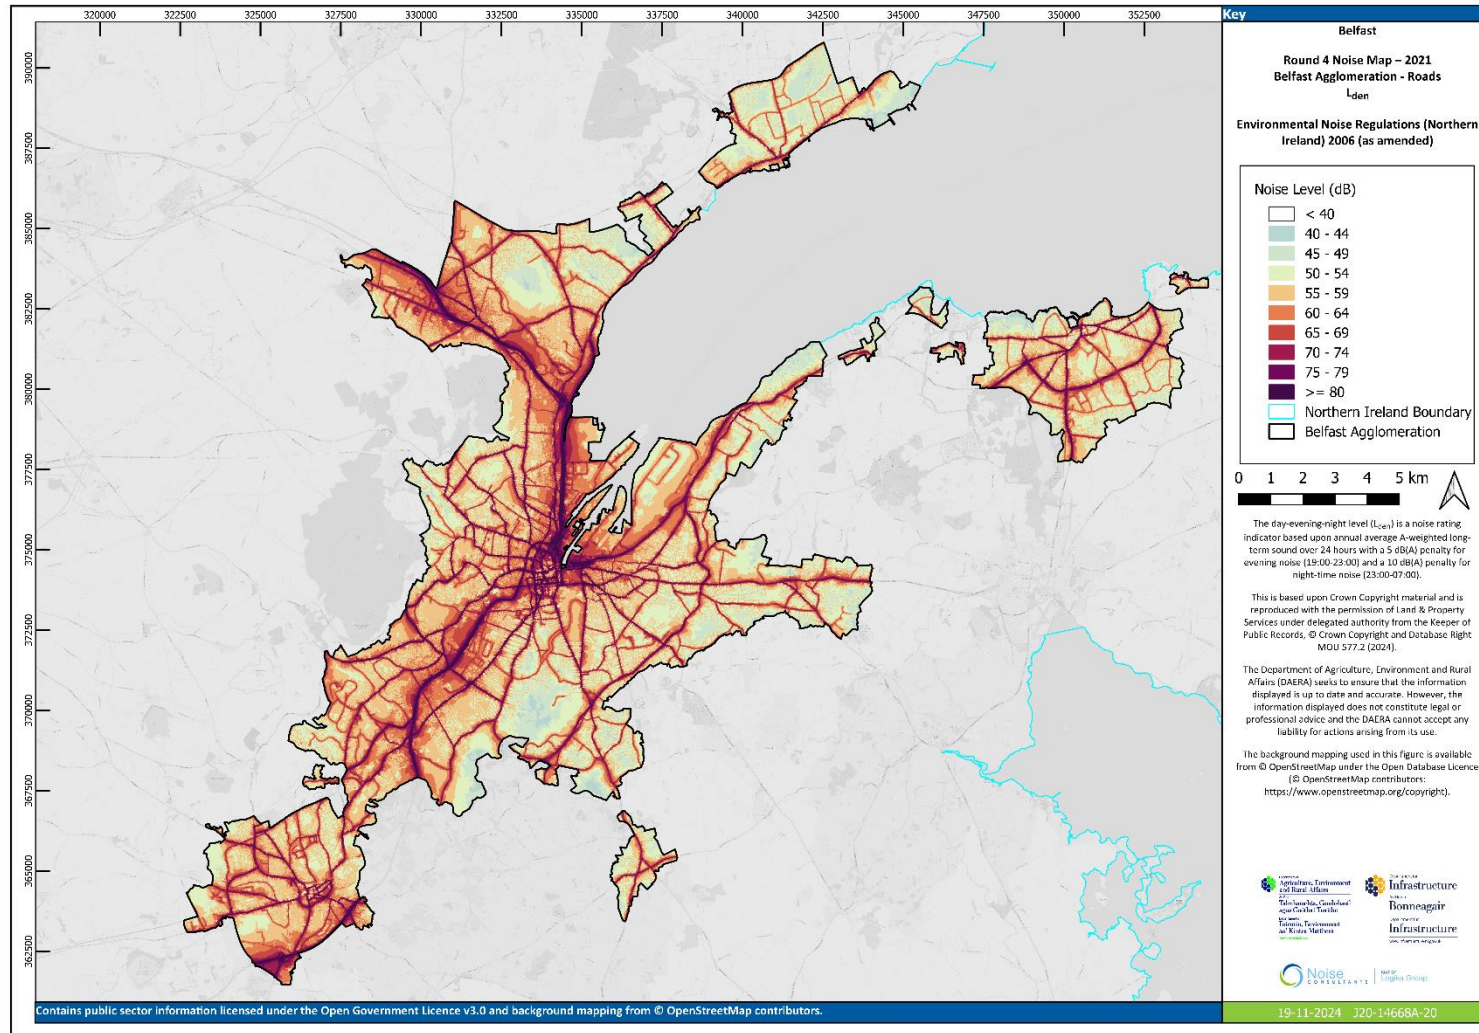 320000 322500 325000 327500 330000 332500 335000 337500 340000 342500 345000 347500 350000 352500
390000
387500
385000
382500
380000
377500
375000
372500
370000
367500
365000
362500
Contains public sector information licensed under the Open Government Licence v3.0 and background mapping from © OpenStreetMap contributors.
Key
Belfast
Round 4 Noise Map – 2021
Belfast Agglomeration - Roads
Lden
Environmental Noise Regulations (Northern
Ireland) 2006 (as amended)
Noise Level (dB)
< 40
40 - 44
45 - 49
50 - 54
55 - 59
60 - 64
65 - 69
70 - 74
75 - 79
>= 80
Northern Ireland Boundary
Belfast Agglomeration
0 1 2 3 4 5 km
The day-evening-night level (Lden) is a noise rating
indicator based upon annual average A-weighted long-
term sound over 24 hours with a 5 dB(A) penalty for
evening noise (19:00-23:00) and a 10 dB(A) penalty for
night-time noise (23:00-07:00).
This is based upon Crown Copyright material and is
reproduced with the permission of Land & Property
Services under delegated authority from the Keeper of
Public Records, © Crown Copyright and Database Right
MOU 577.2 (2024).
The Department of Agriculture, Environment and Rural
Affairs (DAERA) seeks to ensure that the information
displayed is up to date and accurate. However, the
information displayed does not constitute legal or
professional advice and the DAERA cannot accept any
liability for actions arising from its use.
The background mapping used in this figure is available
from © OpenStreetMap under the Open Database Licence
(© OpenStreetMap contributors:
https://www.openstreetmap.org/copyright).
Agriculture, Environment
and Rural Affairs
Infrastructure
Bonneagair
Infrastructure
Noise
CONSULTANTS
Logika Group
19-11-2024 J20-14668A-20